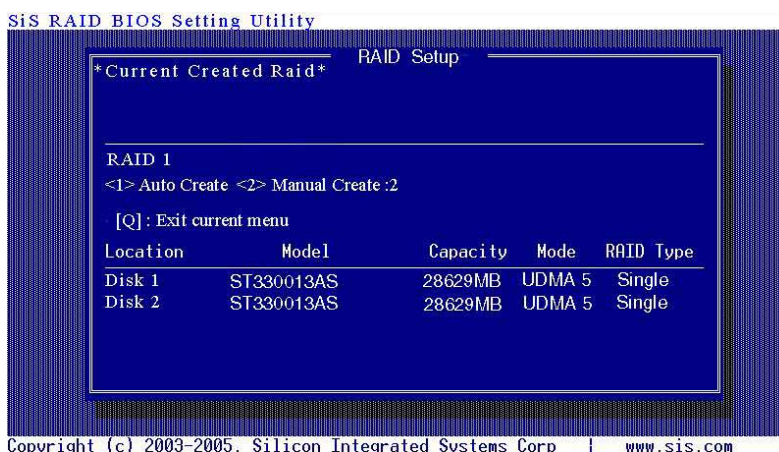 SiS RAID BIOS Setting Utility
RAID Setup
*Current Created Raid*
RAID 1
<1> Auto Create <2> Manual Create :2
[Q] : Exit current menu
Location Model Capacity Mode RAID Type
Disk 1 ST330013AS 28629MB UDMA 5 Single
Disk 2 ST330013AS 28629MB UDMA 5 Single
Copyright (c) 2003-2005. Silicon Integrated Systems Corp | www.sis.com